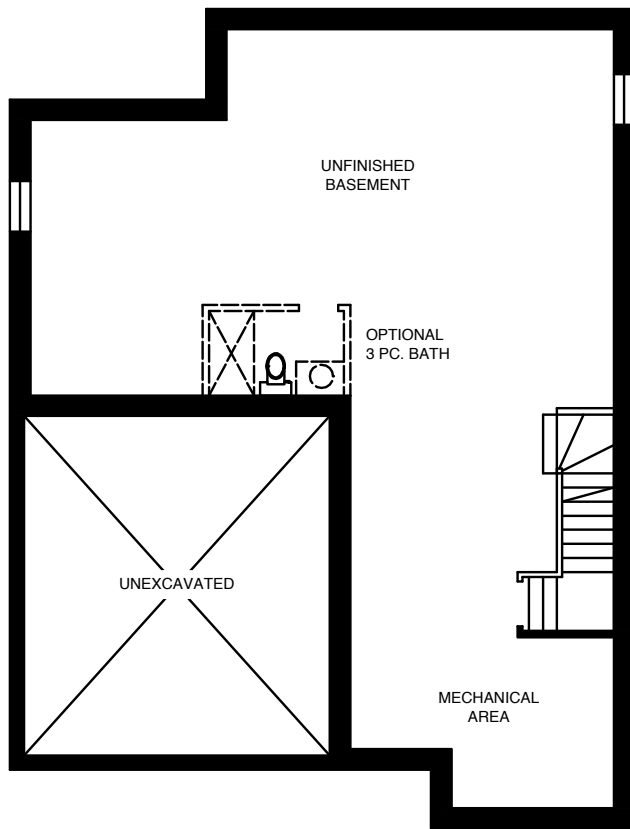 UNFINISHED
BASEMENT
OPTIONAL
3 PC. BATH
UNEXCAVATED
MECHANICAL
AREA